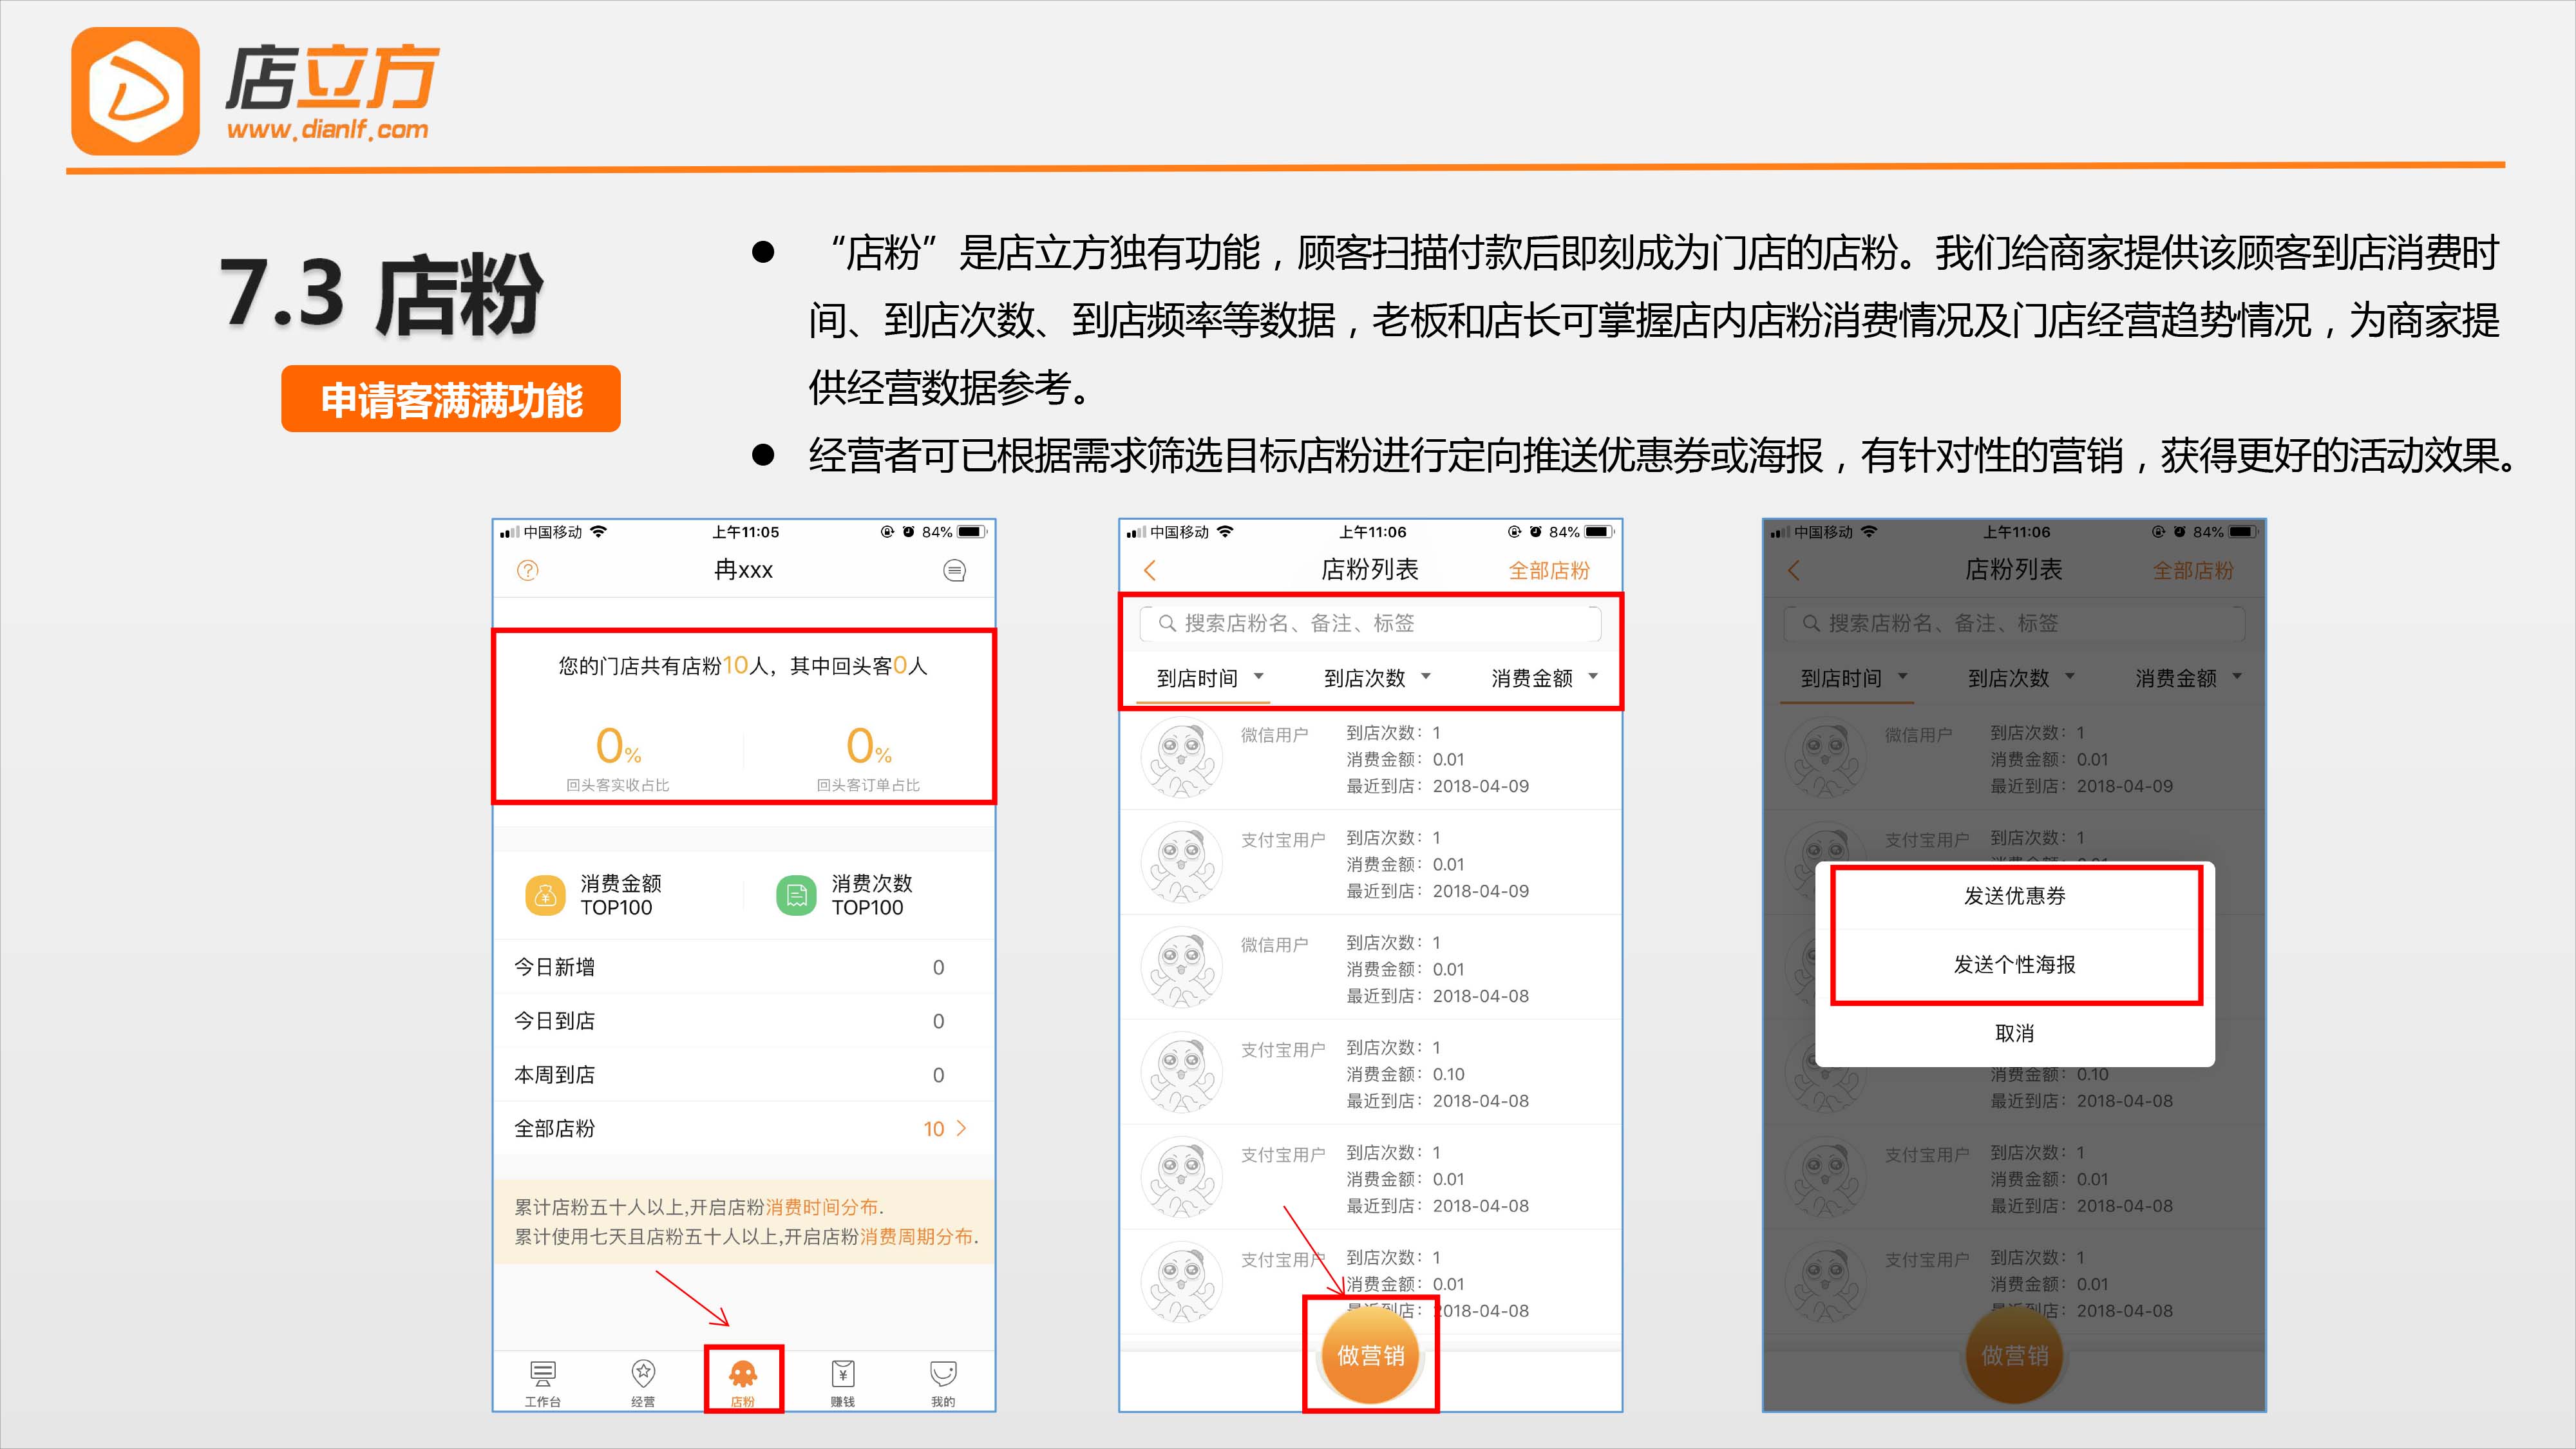 店立方
www.dianlf.com
7.3 店粉
申请客满满功能
● “店粉”是店立方独有功能，顾客扫描付款后即刻成为门店的店粉。我们给商家提供该顾客到店消费时
间、到店次数、到店频率等数据，老板和店长可掌握店内店粉消费情况及门店经营趋势情况，为商家提
供经营数据参考。
● 经营者可已根据需求筛选目标店粉进行定向推送优惠券或海报，有针对性的营销，获得更好的活动效果。
中国移动 上午11:05 84%
冉xxx
您的门店共有店粉10人，其中回头客0人
0% 0%
回头客实收占比 回头客订单占比
消费金额 消费次数
TOP100 TOP100
今日新增 0
今日到店 0
本周到店 0
全部店粉 10
累计店粉五十人以上,开启店粉消费时间分布.
累计使用七天且店粉五十人以上,开启店粉消费周期分布.
工作台 经营 店粉 赚钱 我的
中国移动 上午11:06 84%
店粉列表 全部店粉
搜索店粉名、备注、标签
到店时间 到店次数 消费金额
微信用户 到店次数：1
消费金额：0.01
最近到店：2018-04-09
支付宝用户 到店次数：1
消费金额：0.01
最近到店：2018-04-09
微信用户 到店次数：1
消费金额：0.01
最近到店：2018-04-08
支付宝用户 到店次数：1
消费金额：0.10
最近到店：2018-04-08
支付宝用户 到店次数：1
消费金额：0.01
最近到店：2018-04-08
支付宝用户 到店次数：1
消费金额：0.01
最近到店：2018-04-08
做营销
中国移动 上午11:06 84%
店粉列表 全部店粉
搜索店粉名、备注、标签
到店时间 到店次数 消费金额
微信用户 到店次数：1
消费金额：0.01
最近到店：2018-04-09
支付宝用户 到店次数：1
发送优惠券
发送个性海报
取消
消费金额：0.10
最近到店：2018-04-08
支付宝用户 到店次数：1
消费金额：0.01
最近到店：2018-04-08
支付宝用户 到店次数：1
消费金额：0.01
最近到店：2018-04-08
做营销